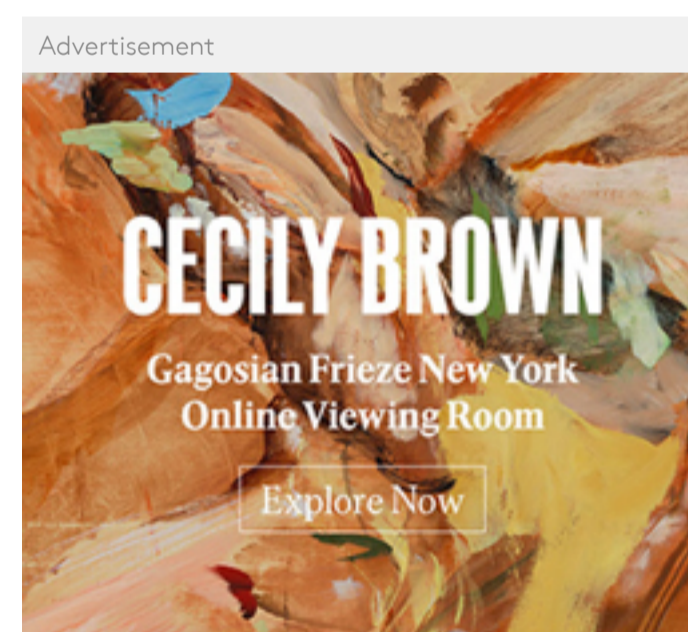 Advertisement
CECILY BROWN
Gagosian Frieze New York
Online Viewing Room
Explore Now